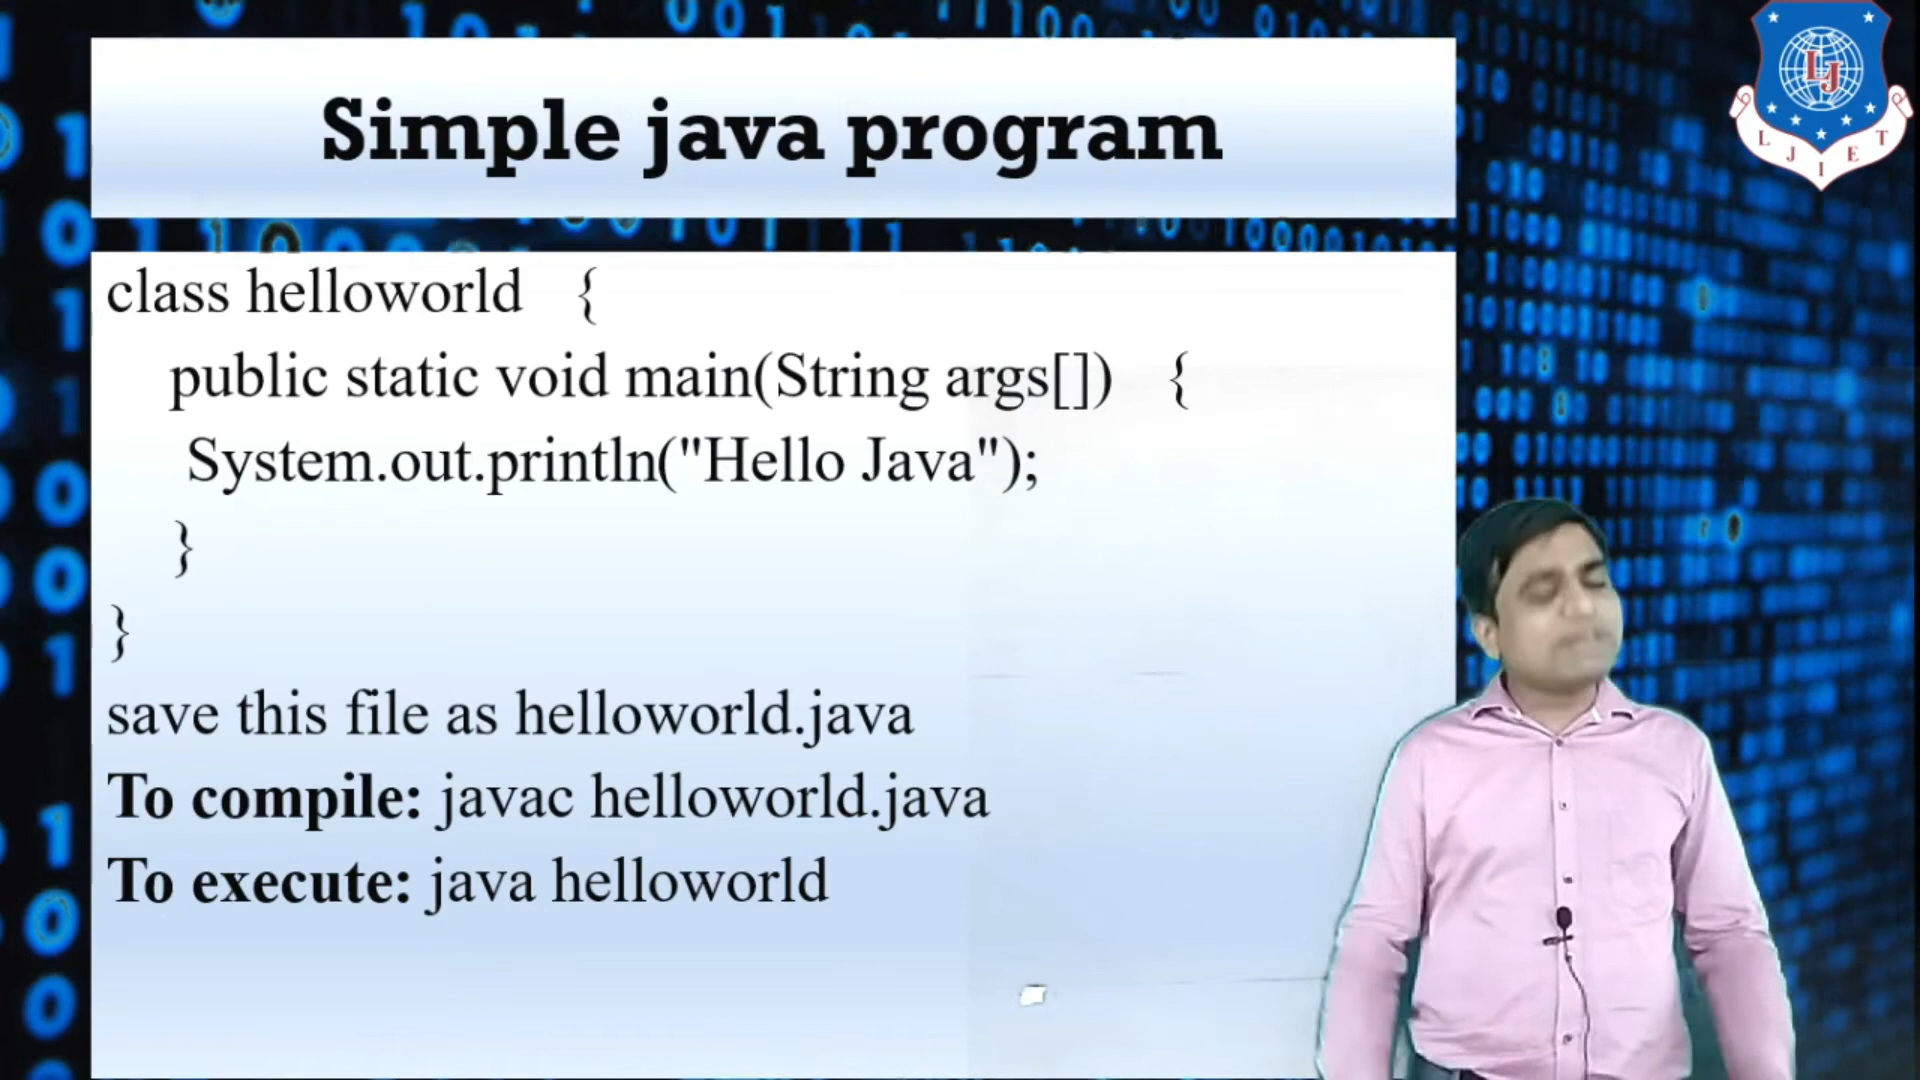 Simple java program
class helloworld {
public static void main(String args[]) {
System.out.println("Hello Java");
}
}
save this file as helloworld.java
To compile: javac helloworld.java
To execute: java helloworld
LJ
L J I E T